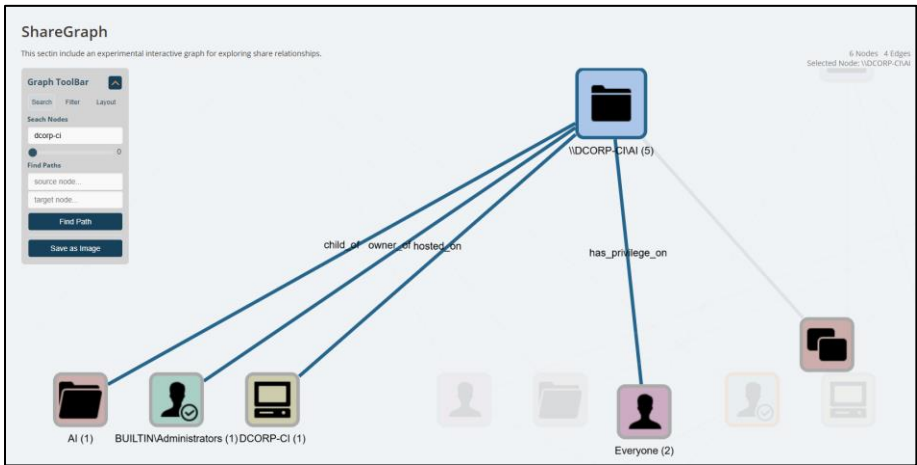 ShareGraph
This sectin include an experimental interactive graph for exploring share relationships.
6 Nodes 4 Edges
Selected Node: \\DCORP-CI\AI
Graph ToolBar
Search Filter Layout
Seach Nodes
dcorp-ci
0
Find Paths
source node...
target node...
Find Path
Save as Image
\\DCORP-CI\AI (5)
child_of owner_of hosted_on
has_privilege_on
AI (1)
BUILTIN\Administrators (1)
DCORP-CI (1)
Everyone (2)